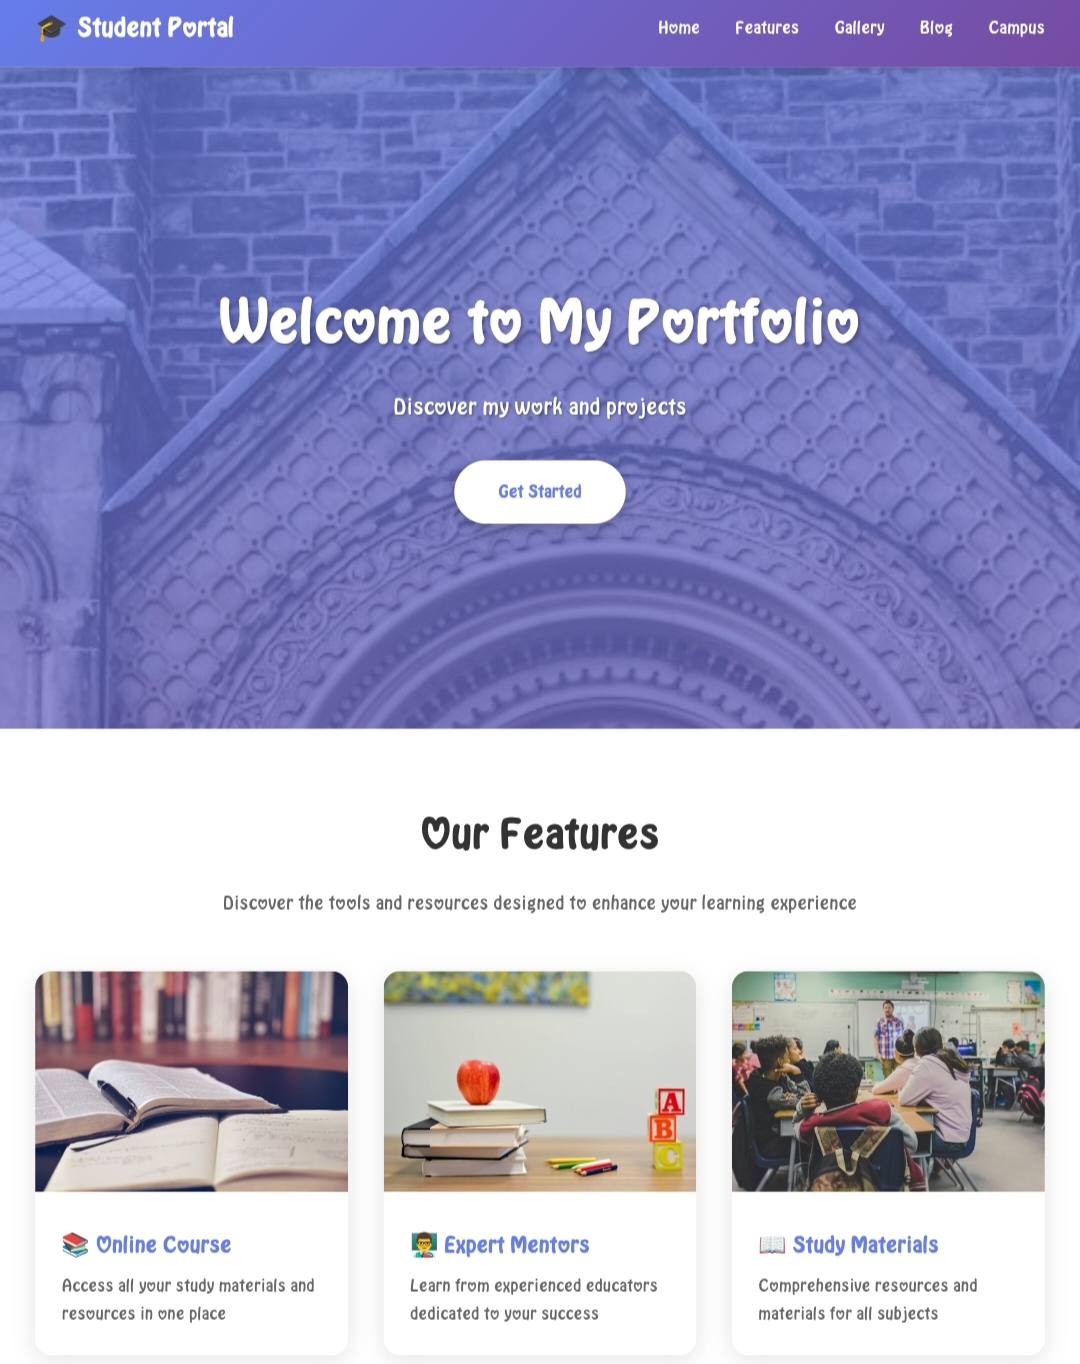 🎓 Student Portal
Home Features Gallery Blog Campus
Welcome to My Portfolio
Discover my work and projects
Get Started
Our Features
Discover the tools and resources designed to enhance your learning experience
A
B
C
📚 Online Course
Access all your study materials and
resources in one place
👨‍🏫 Expert Mentors
Learn from experienced educators
dedicated to your success
📖 Study Materials
Comprehensive resources and
materials for all subjects